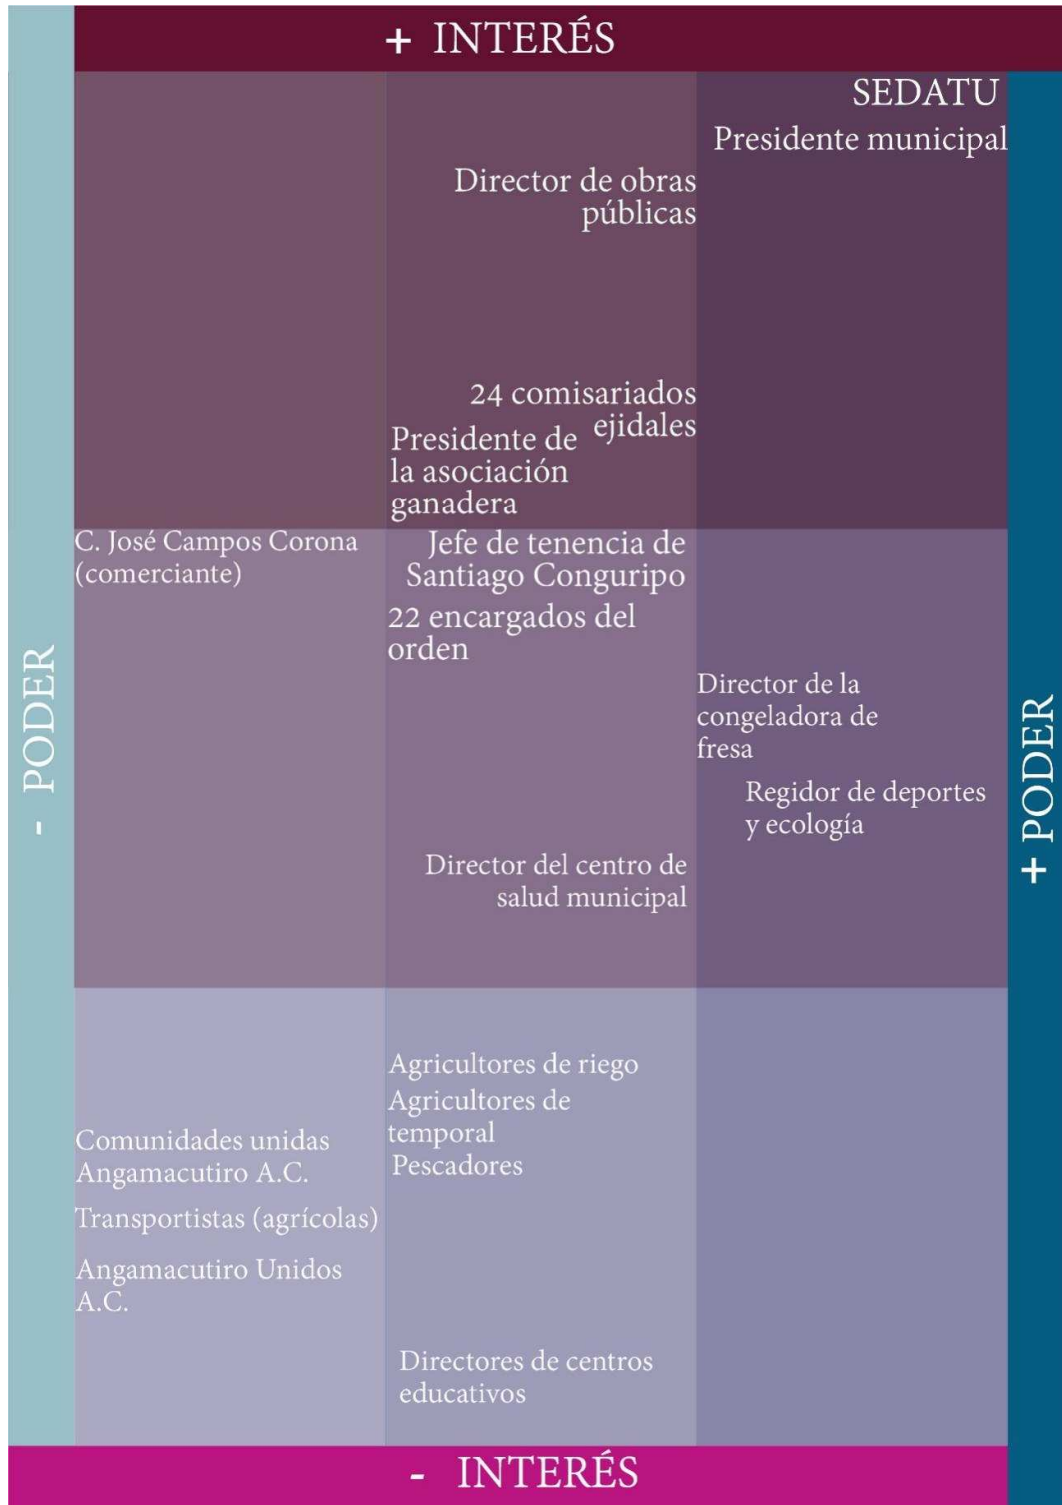 + INTERÉS
SEDATU
Presidente municipal
Director de obras
públicas
24 comisariados
ejidales
Presidente de
la asociación
ganadera
C. José Campos Corona
(comerciante)
Jefe de tenencia de
Santiago Conguripo
22 encargados del
orden
- PODER
+ PODER
Director de la
congeladora de
fresa
Regidor de deportes
y ecología
Director del centro de
salud municipal
Agricultores de riego
Agricultores de
temporal
Pescadores
Comunidades unidas
Angamacutiro A.C.
Transportistas (agrícolas)
Angamacutiro Unidos
A.C.
Directores de centros
educativos
- INTERÉS